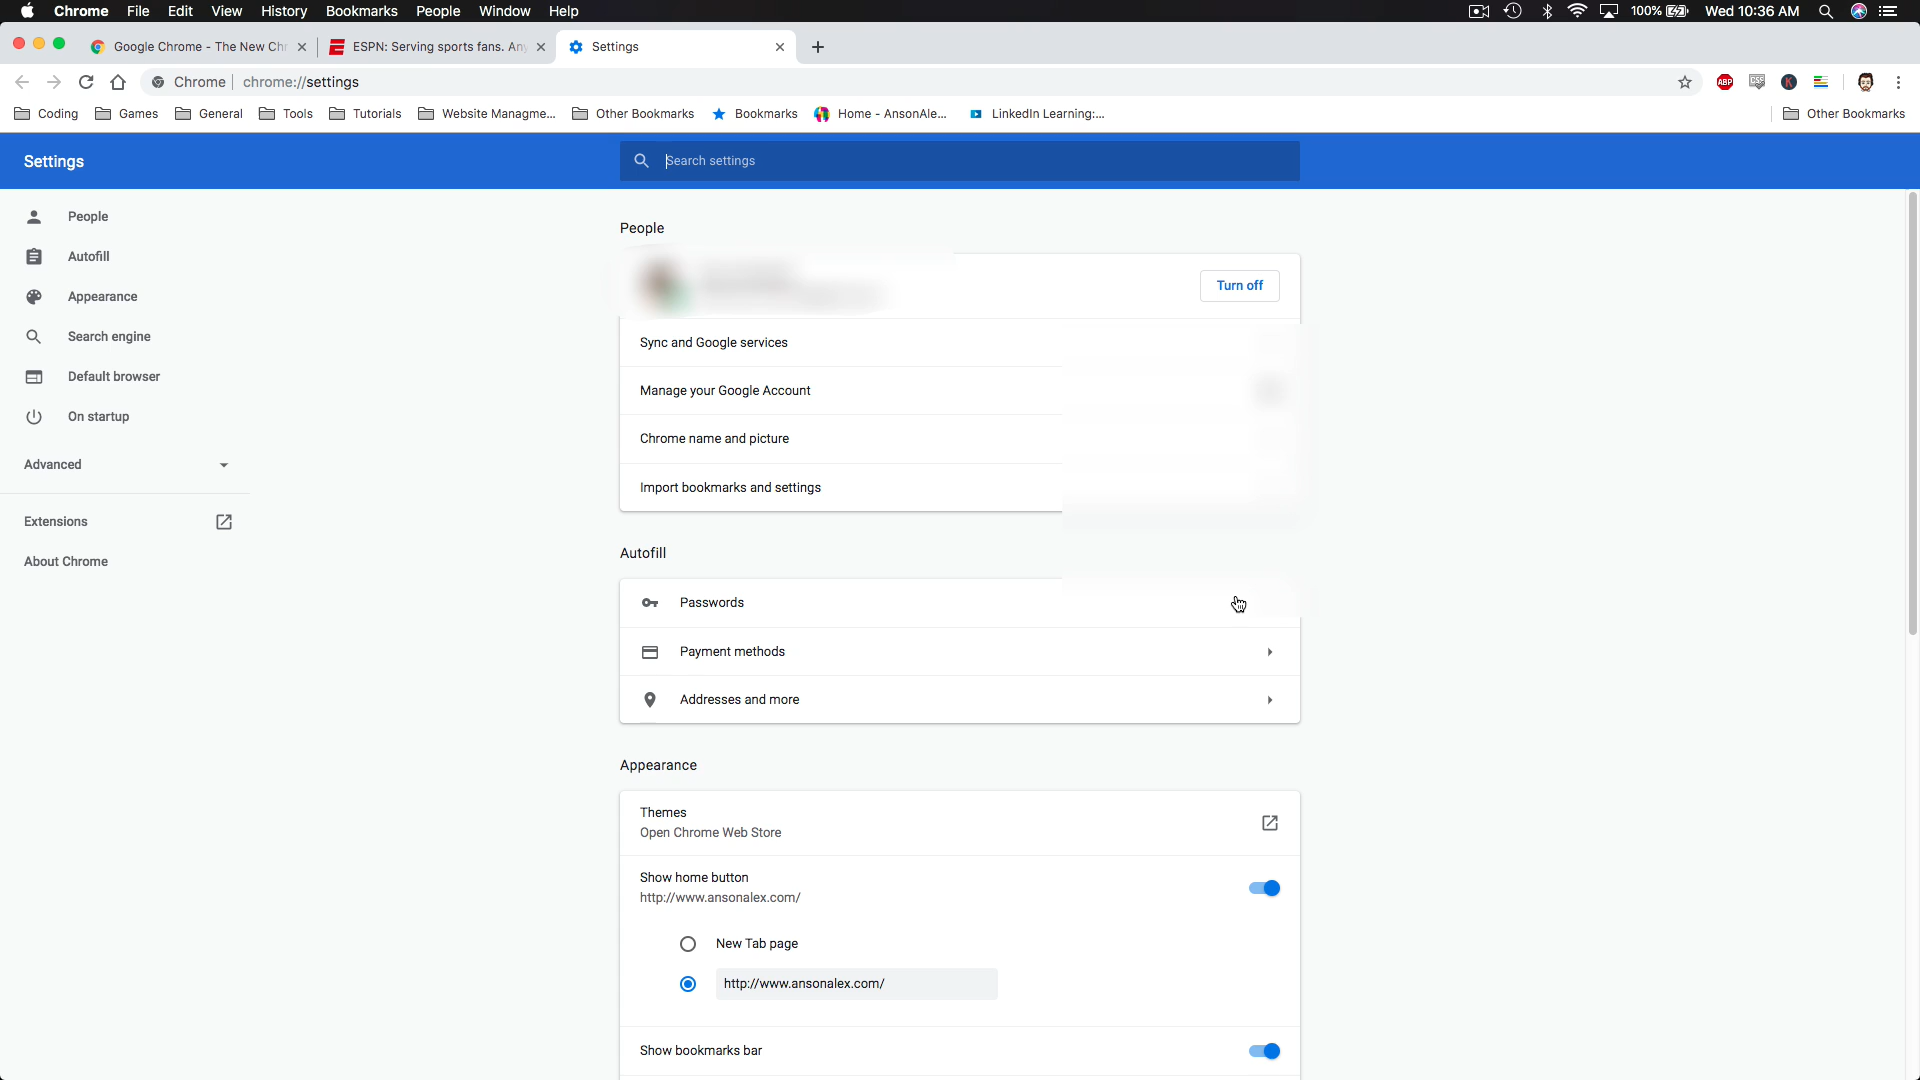 Chrome File Edit View History Bookmarks People Window Help 100% Wed 10:36 AM
Google Chrome - The New Ch ESPN: Serving sports fans. An Settings
Chrome chrome://settings ABP CSS K
Coding Games General Tools Tutorials Website Managme... Other Bookmarks Bookmarks Home - AnsonAle... LinkedIn Learning:... Other Bookmarks
Settings Search settings
People
Autofill
Appearance
Search engine
Default browser
On startup
Advanced
Extensions
About Chrome
People
Turn off
Sync and Google services
Manage your Google Account
Chrome name and picture
Import bookmarks and settings
Autofill
Passwords
Payment methods
Addresses and more
Appearance
Themes
Open Chrome Web Store
Show home button
http://www.ansonalex.com/
New Tab page
http://www.ansonalex.com/
Show bookmarks bar